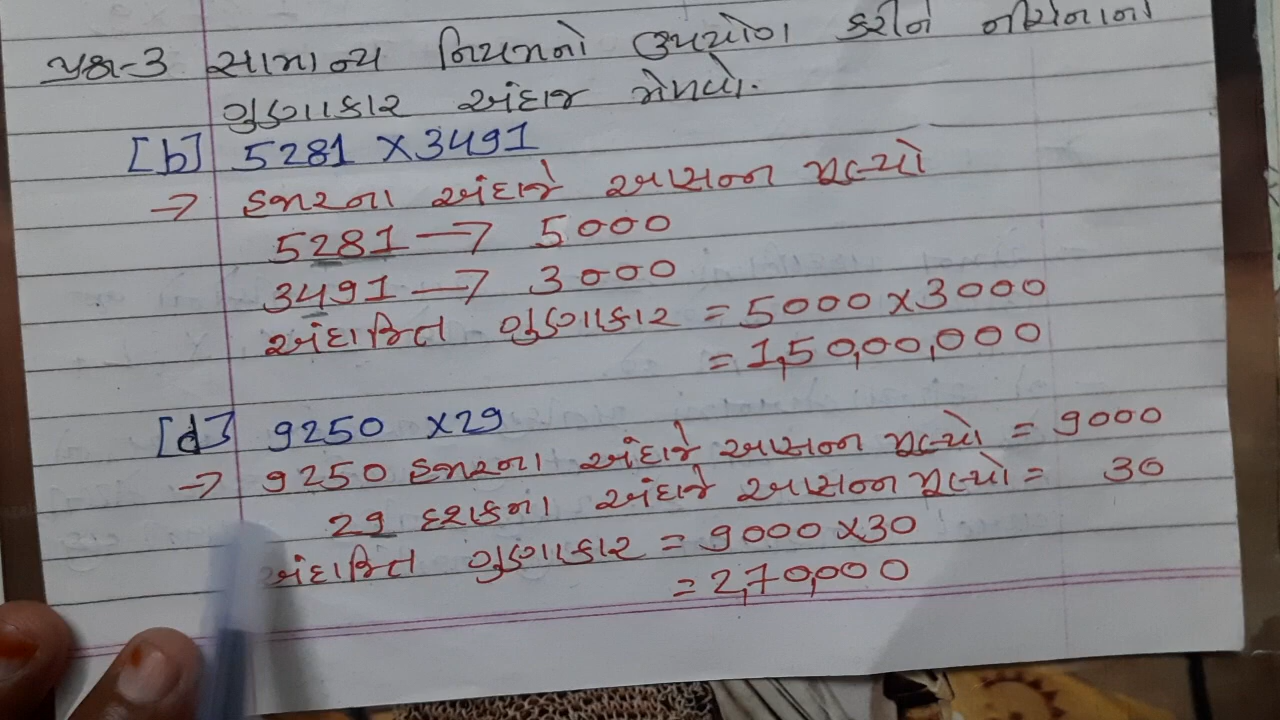 પ્રશ્ન-3 સામાન્ય નિયમનો ઉપયોગ કરીને નીચેનાનો
ગુણાકાર અંદાજ મેળવો.
[b] 5281 × 3491
→ હજારના અંદાજે આસન્ન મૂલ્યો
5281 → 5000
3491 → 3000
અંદાજિત ગુણાકાર = 5000 × 3000
= 1,50,00,000
[d] 9250 × 29
→ 9250 હજારના અંદાજે આસન્ન મૂલ્યો = 9000
29 દશકના અંદાજે આસન્ન મૂલ્યો = 30
અંદાજિત ગુણાકાર = 9000 × 30
= 2,70,000